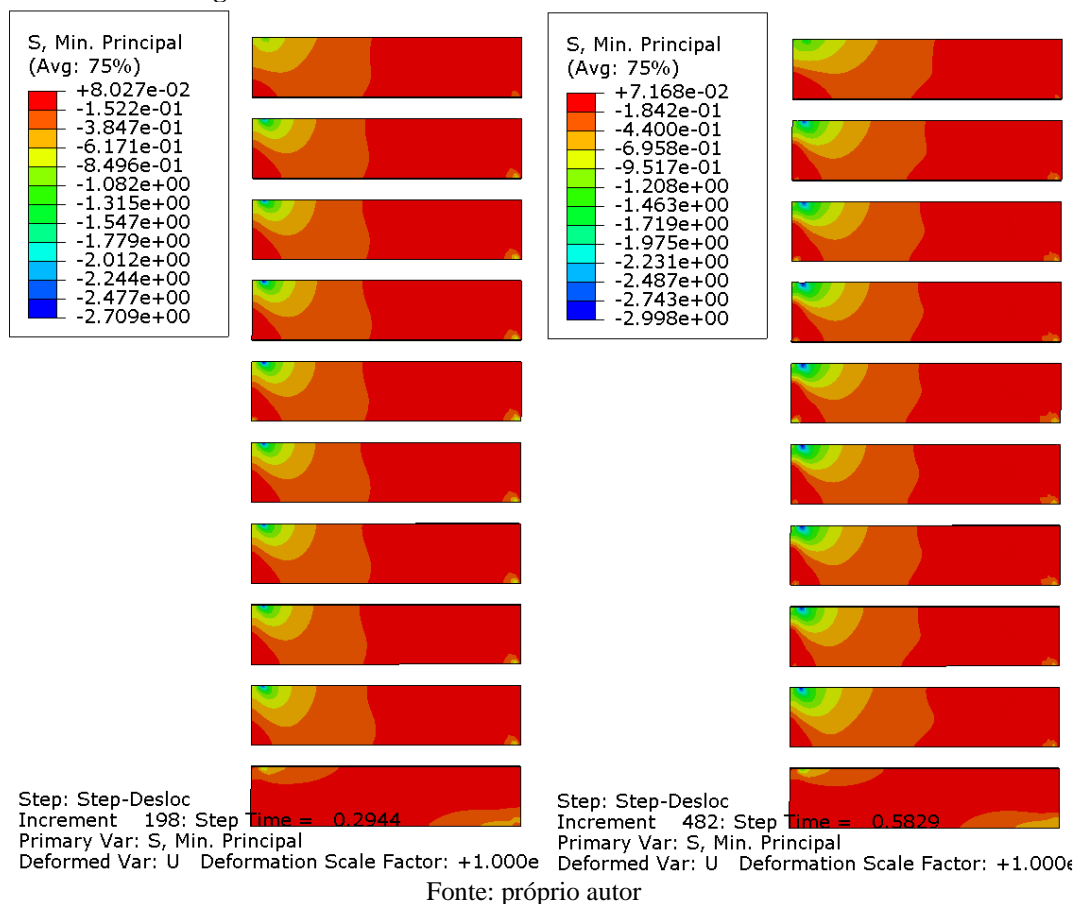 S, Min. Principal
(Avg: 75%)
+8.027e-02
-1.522e-01
-3.847e-01
-6.171e-01
-8.496e-01
-1.082e+00
-1.315e+00
-1.547e+00
-1.779e+00
-2.012e+00
-2.244e+00
-2.477e+00
-2.709e+00
Step: Step-Desloc
Increment 198: Step Time = 0.2944
Primary Var: S, Min. Principal
Deformed Var: U Deformation Scale Factor: +1.000e
S, Min. Principal
(Avg: 75%)
+7.168e-02
-1.842e-01
-4.400e-01
-6.958e-01
-9.517e-01
-1.208e+00
-1.463e+00
-1.719e+00
-1.975e+00
-2.231e+00
-2.487e+00
-2.743e+00
-2.998e+00
Step: Step-Desloc
Increment 482: Step Time = 0.5829
Primary Var: S, Min. Principal
Deformed Var: U Deformation Scale Factor: +1.000e
Fonte: próprio autor